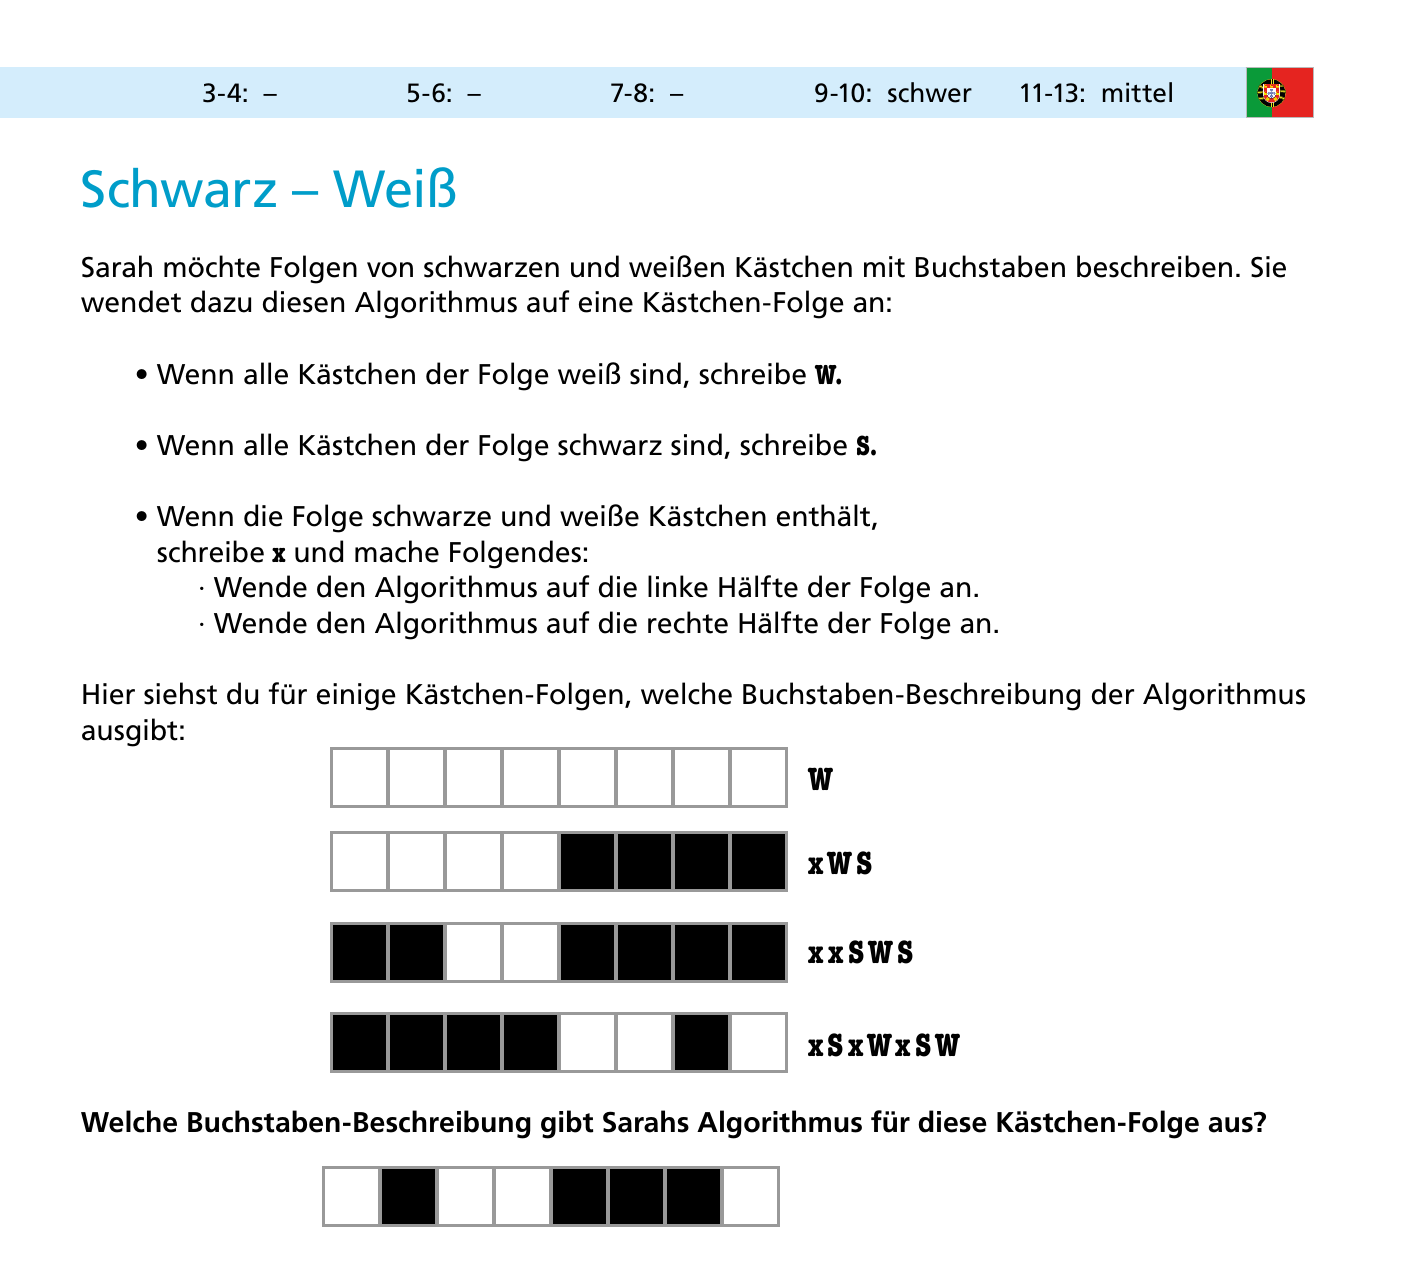 3-4: –    5-6: –    7-8: –    9-10: schwer    11-13: mittel
Schwarz – Weiß
Sarah möchte Folgen von schwarzen und weißen Kästchen mit Buchstaben beschreiben. Sie
wendet dazu diesen Algorithmus auf eine Kästchen-Folge an:
• Wenn alle Kästchen der Folge weiß sind, schreibe W.
• Wenn alle Kästchen der Folge schwarz sind, schreibe S.
• Wenn die Folge schwarze und weiße Kästchen enthält,
schreibe x und mache Folgendes:
· Wende den Algorithmus auf die linke Hälfte der Folge an.
· Wende den Algorithmus auf die rechte Hälfte der Folge an.
Hier siehst du für einige Kästchen-Folgen, welche Buchstaben-Beschreibung der Algorithmus
ausgibt:
W
xWS
xxSWS
xSxWxSW
Welche Buchstaben-Beschreibung gibt Sarahs Algorithmus für diese Kästchen-Folge aus?